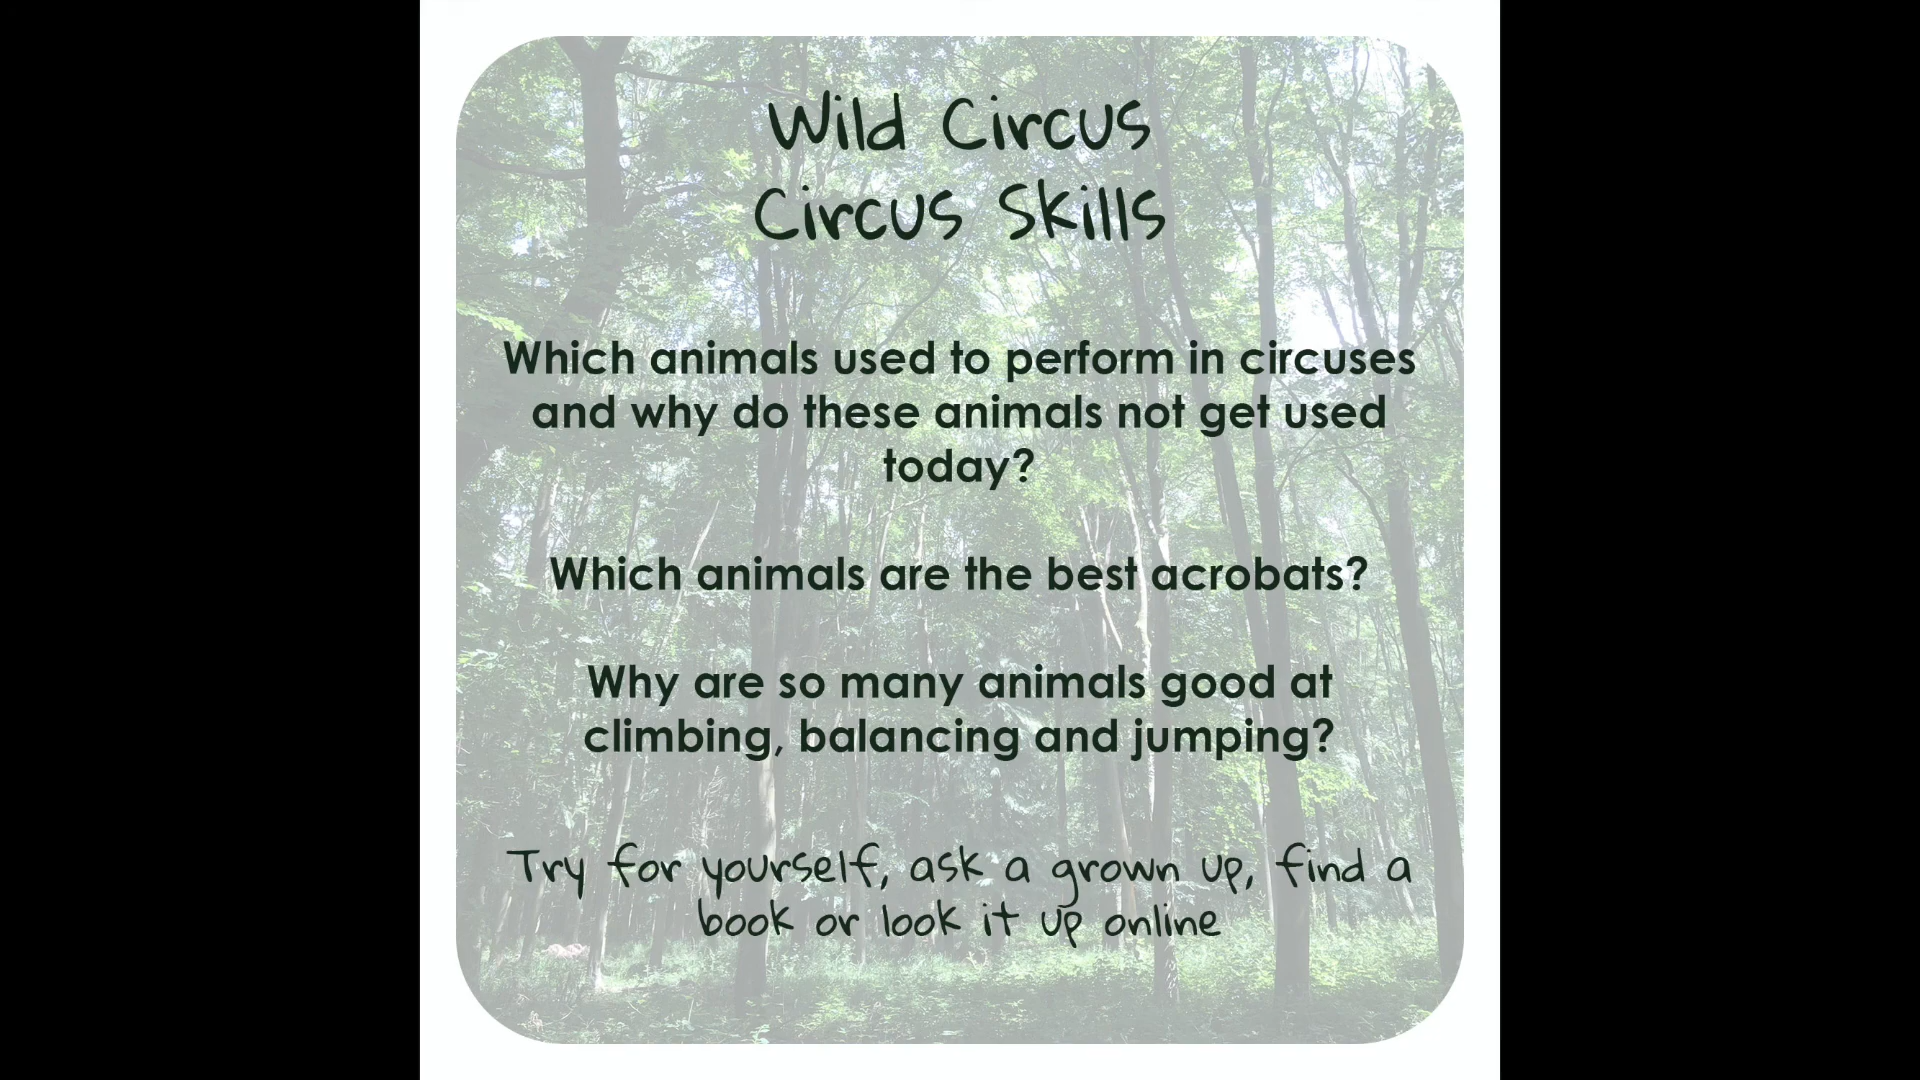 Wild Circus
Circus Skills
Which animals used to perform in circuses
and why do these animals not get used
today?
Which animals are the best acrobats?
Why are so many animals good at
climbing, balancing and jumping?
Try for yourself, ask a grown up, find a
book or look it up online